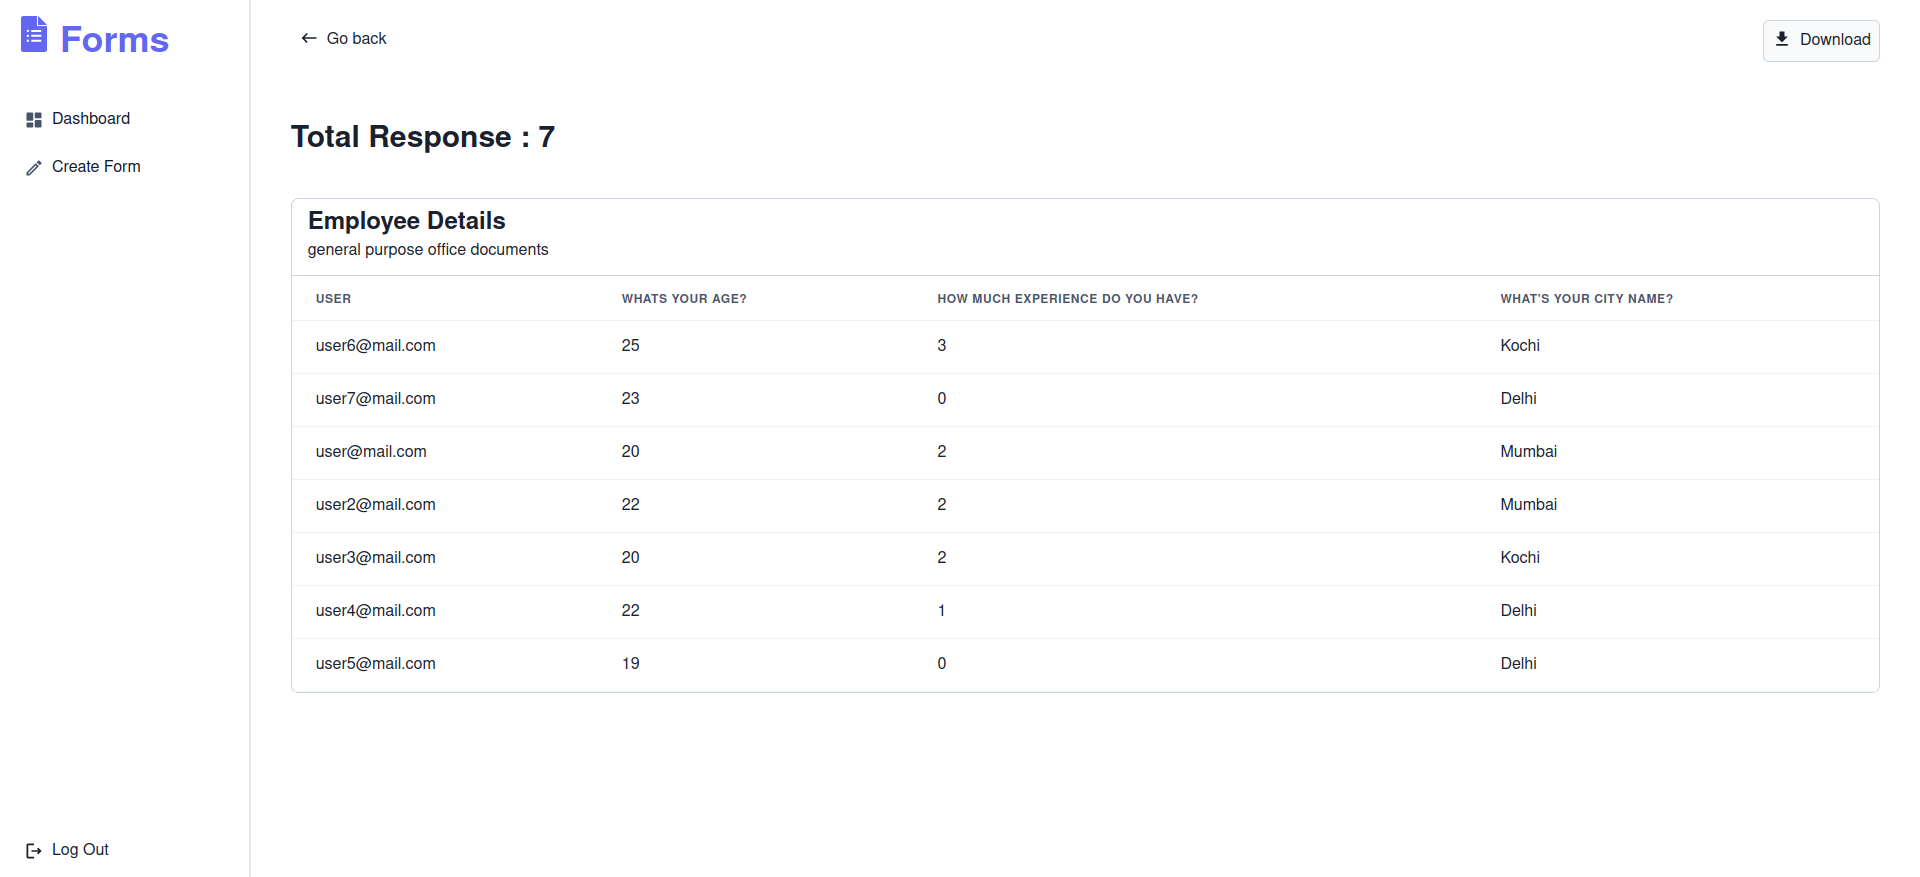 Forms
Go back
Download
Dashboard
Create Form
Total Response : 7
Employee Details
general purpose office documents
USER WHATS YOUR AGE? HOW MUCH EXPERIENCE DO YOU HAVE? WHAT'S YOUR CITY NAME?
user6@mail.com 25 3 Kochi
user7@mail.com 23 0 Delhi
user@mail.com 20 2 Mumbai
user2@mail.com 22 2 Mumbai
user3@mail.com 20 2 Kochi
user4@mail.com 22 1 Delhi
user5@mail.com 19 0 Delhi
Log Out